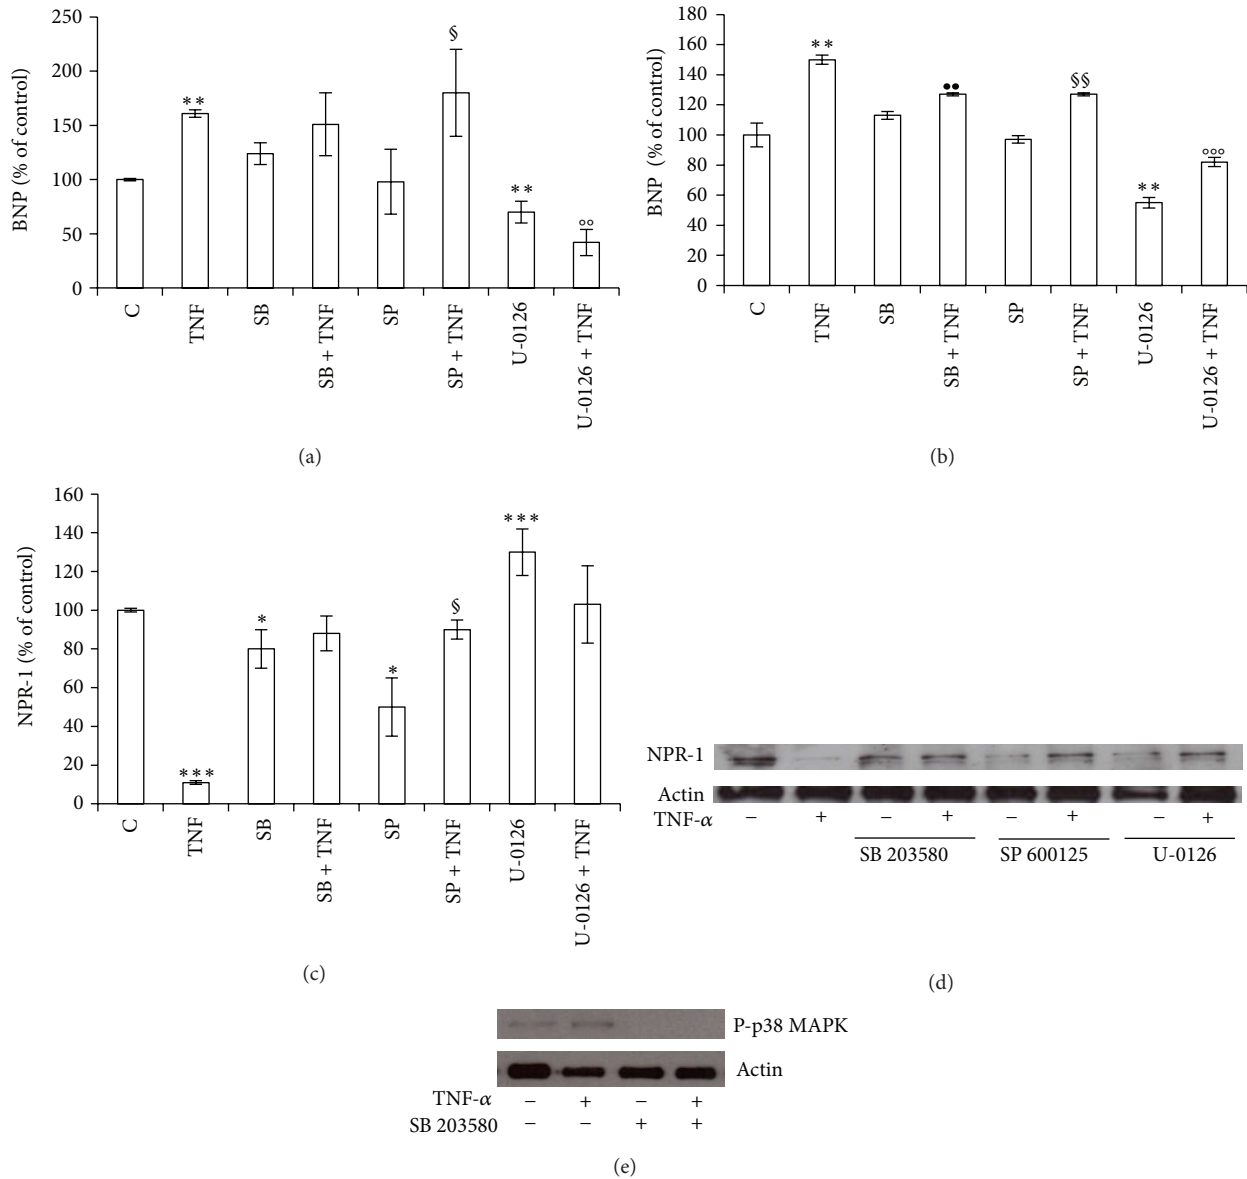 BNP (% of control)
250
200
150
100
50
0
**
§
**
°°
C
TNF
SB
SB + TNF
SP
SP + TNF
U-0126
U-0126 + TNF
(a)
BNP (% of control)
180
160
140
120
100
80
60
40
20
0
**
••
§§
**
°°°
C
TNF
SB
SB + TNF
SP
SP + TNF
U-0126
U-0126 + TNF
(b)
NPR-1 (% of control)
160
140
120
100
80
60
40
20
0
***
*
*
§
***
C
TNF
SB
SB + TNF
SP
SP + TNF
U-0126
U-0126 + TNF
(c)
NPR-1
Actin
TNF-α − + − + − + − +
SB 203580 SP 600125 U-0126
(d)
P-p38 MAPK
Actin
TNF-α − + − +
SB 203580 − − + +
(e)